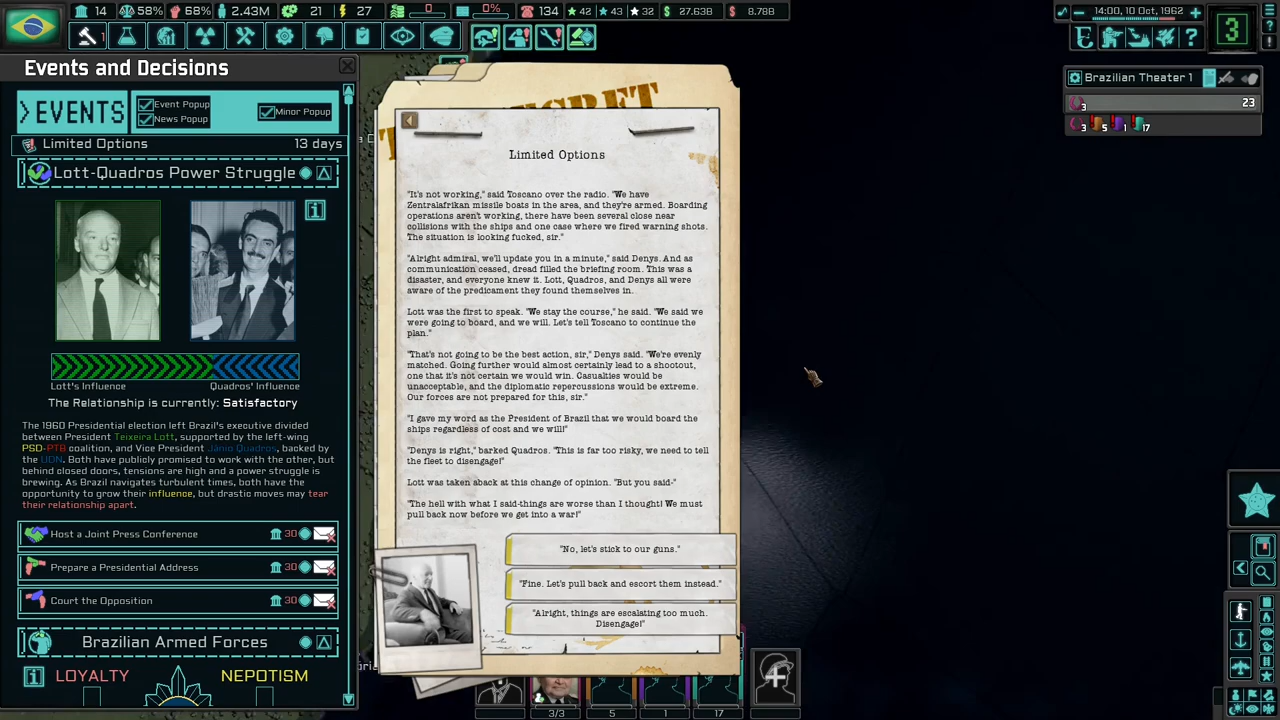 14
58%
68%
2.43M
21
27
0
0%
134
42
43
32
$ 27.63B
$ 8.78B
14:00, 10 Oct, 1962
3
1
Events and Decisions
EVENTS
Event Popup
News Popup
Minor Popup
Limited Options
13 days
Lott-Quadros Power Struggle
Lott's Influence
Quadros' Influence
The Relationship is currently: Satisfactory
The 1960 Presidential election left Brazil's executive divided
between President Teixeira Lott, supported by the left-wing
PSD-PTB coalition, and Vice President Jânio Quadros, backed by
the UDN. Both have publicly promised to work with the other, but
behind closed doors, tensions are high and a power struggle is
brewing. As Brazil navigates turbulent times, both have the
opportunity to grow their influence, but drastic moves may tear
their relationship apart.
Host a Joint Press Conference
30
Prepare a Presidential Address
30
Court the Opposition
30
Brazilian Armed Forces
LOYALTY
NEPOTISM
Limited Options
"It's not working," said Toscano over the radio. "We have
Zentralafrikan missile boats in the area, and they're armed. Boarding
operations aren't working, there have been several close near
collisions with the ships and one case where we fired warning shots.
The situation is looking fucked, sir."
"Alright admiral, we'll update you in a minute," said Denys. And as
communication ceased, dread filled the briefing room. This was a
disaster, and everyone knew it. Lott, Quadros, and Denys all were
aware of the predicament they found themselves in.
Lott was the first to speak. "We stay the course," he said. "We said we
were going to board, and we will. Let's tell Toscano to continue the
plan."
"That's not going to be the best action, sir," Denys said. "We're evenly
matched. Going further would almost certainly lead to a shootout,
one that it's not certain we would win. Casualties would be
unacceptable, and the diplomatic repercussions would be extreme.
Our forces are not prepared for this, sir."
"I gave my word as the President of Brazil that we would board the
ships regardless of cost and we will!"
"Denys is right," barked Quadros. "This is far too risky, we need to tell
the fleet to disengage!"
Lott was taken aback at this change of opinion. "But you said-"
"The hell with what I said-things are worse than I thought! We must
pull back now before we get into a war!"
"No, let's stick to our guns."
"Fine. Let's pull back and escort them instead."
"Alright, things are escalating too much.
Disengage!"
3/3
5
1
17
Brazilian Theater 1
3
23
3
5
1
17